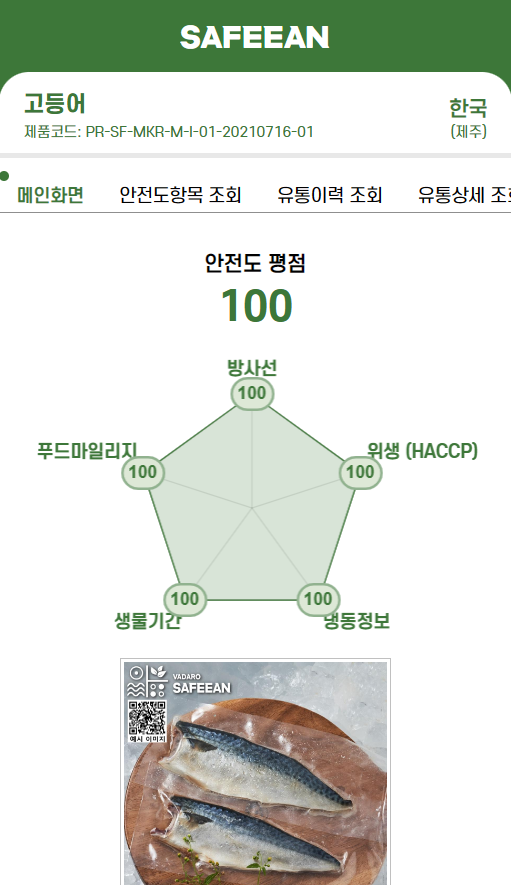 SAFEEAN
고등어
한국
제품코드: PR-SF-MKR-M-I-01-20210716-01
(제주)
메인화면 안전도항목 조회 유통이력 조회 유통상세 조회
안전도 평점
100
방사선
100
푸드마일리지
위생 (HACCP)
100
100
100
100
생물기간
냉동정보
VADARO
SAFEEAN
예시 이미지